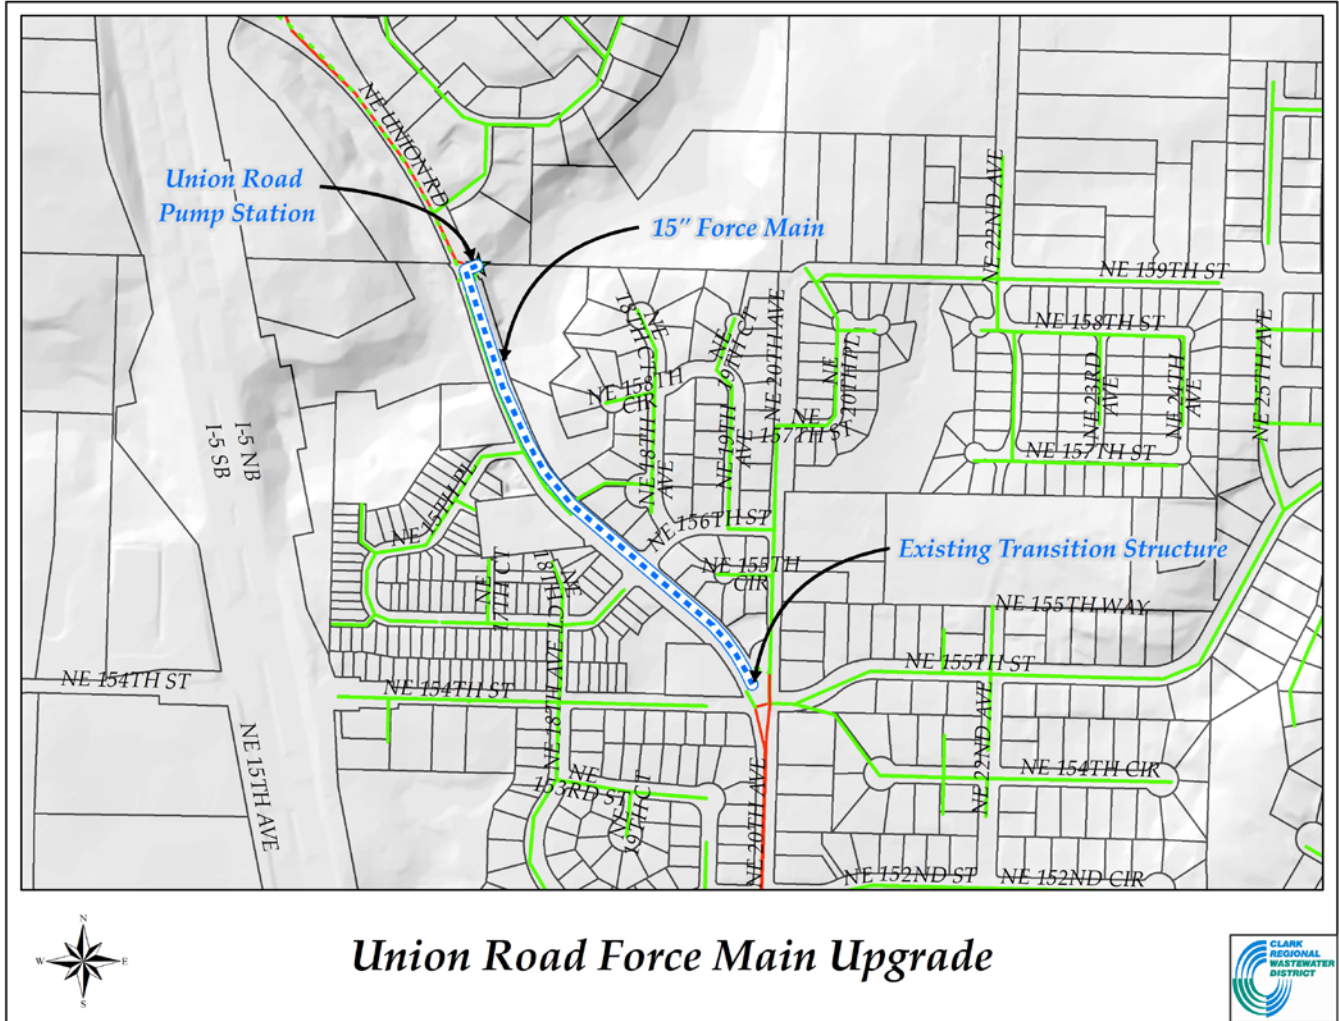 NE UNION RD
Union Road
Pump Station
15" Force Main
NE 22ND AVE
NE 159TH ST
NE
18TH CT
NE
19TH CT
NE 20TH AVE
NE
20TH PL
NE 158TH ST
NE 23RD
AVE
NE 24TH
AVE
NE 25TH AVE
NE 158TH
CIR
NE 18TH
AVE
NE 19TH
AVE
NE
157TH ST
NE 157TH ST
I-5 SB
I-5 NB
NE 15TH PL
NE 156TH ST
Existing Transition Structure
NE
17TH CT
NE
18TH CT
NE 155TH
CIR
NE 155TH WAY
NE 155TH ST
NE 154TH ST
NE 154TH ST
NE 18TH AVE
NE 22ND AVE
NE 154TH CIR
NE 15TH AVE
NE
153RD ST
NE
19TH CT
NE 20TH AVE
NE 152ND ST
NE 152ND CIR
N
W
E
S
Union Road Force Main Upgrade
CLARK
REGIONAL
WASTEWATER
DISTRICT